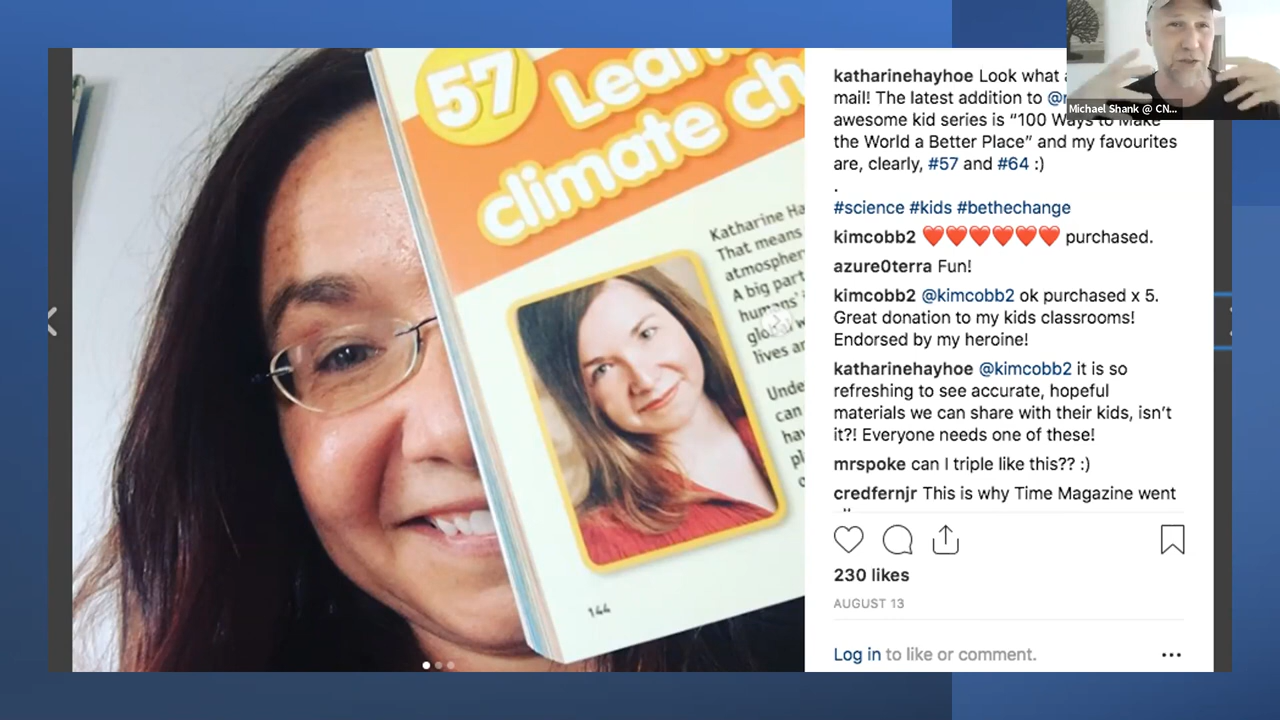 57
Learn
climate ch
Katharine Ha
That means
atmospher
A big part
humans'
global w
lives ar
Unde
can
hav
pl
144
katharinehayhoe Look what
mail! The latest addition to
awesome kid series is “100 Ways to Make
the World a Better Place” and my favourites
are, clearly, #57 and #64 :)
.
#science #kids #bethechange
kimcobb2 ❤️❤️❤️❤️❤️❤️ purchased.
azure0terra Fun!
kimcobb2 @kimcobb2 ok purchased x 5.
Great donation to my kids classrooms!
Endorsed by my heroine!
katharinehayhoe @kimcobb2 it is so
refreshing to see accurate, hopeful
materials we can share with their kids, isn’t
it?! Everyone needs one of these!
mrspoke can I triple like this?? :)
credfernjr This is why Time Magazine went
230 likes
AUGUST 13
Log in to like or comment.
Michael Shank @ CN...